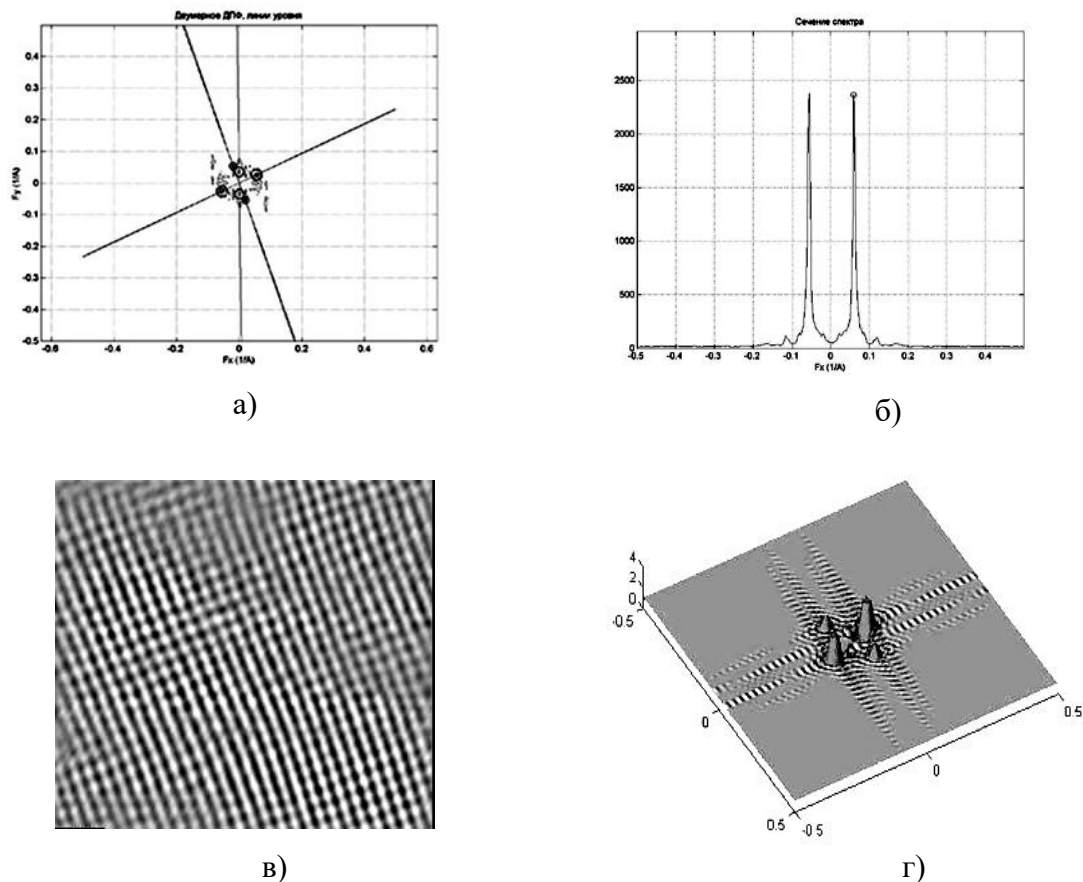 Двумерное ДПФ, линии уровня
0.4
0.3
0.2
0.1
0
-0.1
-0.2
-0.3
-0.4
-0.5
Fy (1/A)
-0.6 -0.4 -0.2 0 0.2 0.4 0.6
Fx (1/A)
а)
Сечение спектра
2500
2000
1500
1000
500
0
-0.5 -0.4 -0.3 -0.2 -0.1 0 0.1 0.2 0.3 0.4
Fx (1/A)
б)
в)
4
2
0
-0 5
0
0 5
-0 5
0
0.5
г)